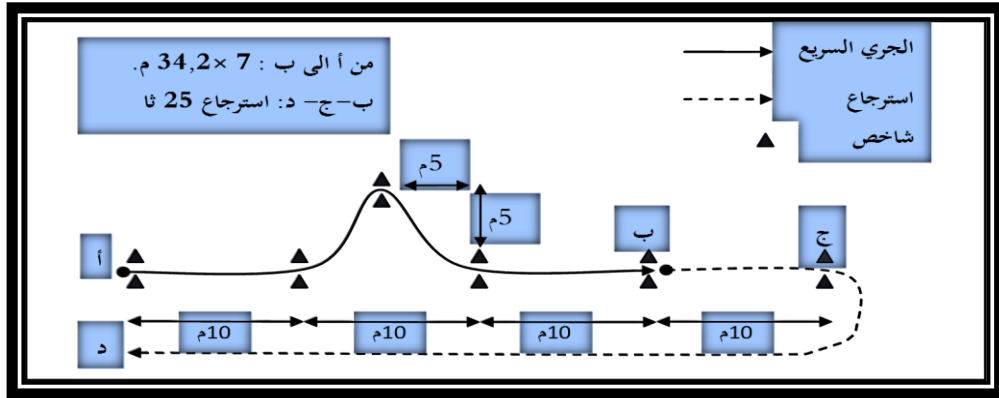 من أ الى ب : 7 ×34,2 م.
ب-ج- د: استرجاع 25 ثا
الجري السريع
استرجاع
شاخص
5م
5م
أ
ب
ج
10م
10م
10م
10م
د